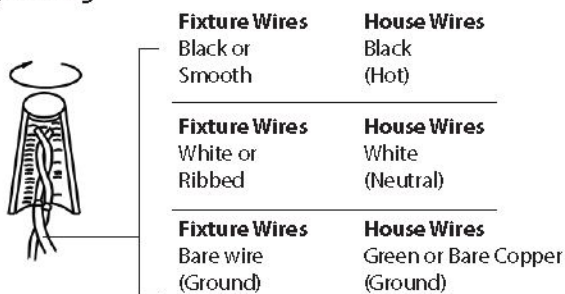 Fixture Wires House Wires
Black or Black
Smooth (Hot)
Fixture Wires House Wires
White or White
Ribbed (Neutral)
Fixture Wires House Wires
Bare wire Green or Bare Copper
(Ground) (Ground)